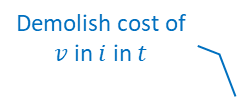 Demolish cost of
𝑣 in 𝑖 in 𝑡